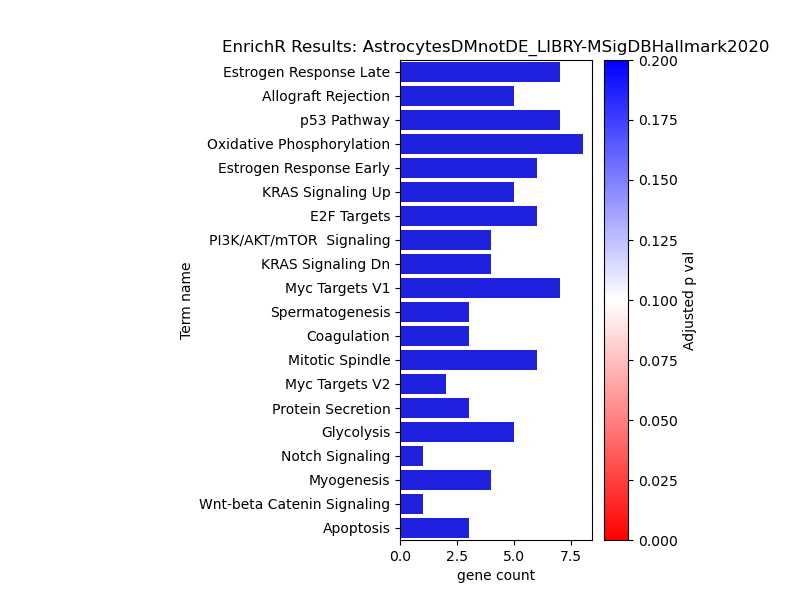 EnrichR Results: AstrocytesDMnotDE_LIBRY-MSigDBHallmark2020
Estrogen Response Late
Allograft Rejection
p53 Pathway
Oxidative Phosphorylation
Estrogen Response Early
KRAS Signaling Up
E2F Targets
PI3K/AKT/mTOR  Signaling
KRAS Signaling Dn
Myc Targets V1
Spermatogenesis
Coagulation
Mitotic Spindle
Myc Targets V2
Protein Secretion
Glycolysis
Notch Signaling
Myogenesis
Wnt-beta Catenin Signaling
Apoptosis
Term name
0.0 2.5 5.0 7.5
gene count
0.200
0.175
0.150
0.125
0.100
0.075
0.050
0.025
0.000
Adjusted p val